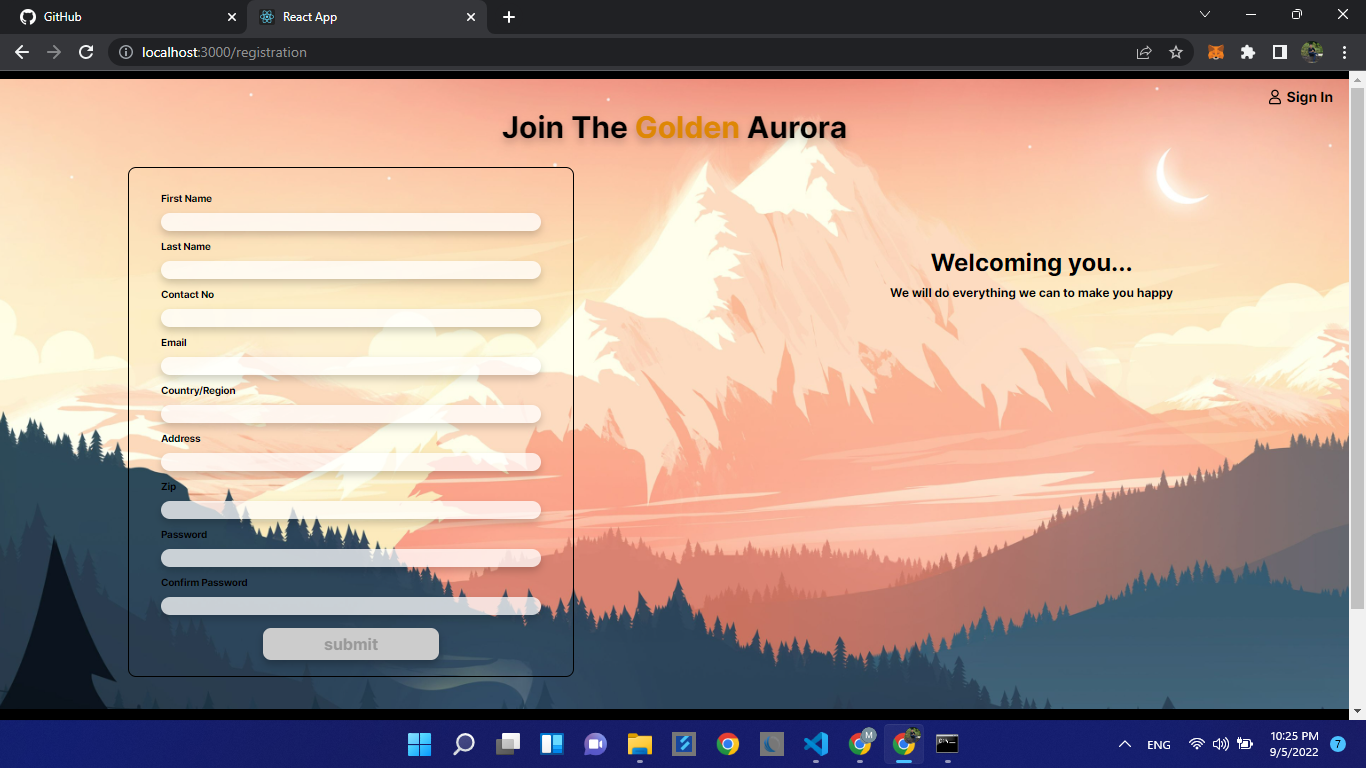 GitHub
React App
localhost:3000/registration
Sign In
Join The Golden Aurora
First Name
Last Name
Contact No
Email
Country/Region
Address
Zip
Password
Confirm Password
submit
Welcoming you...
We will do everything we can to make you happy
M
ENG
10:25 PM
9/5/2022
7